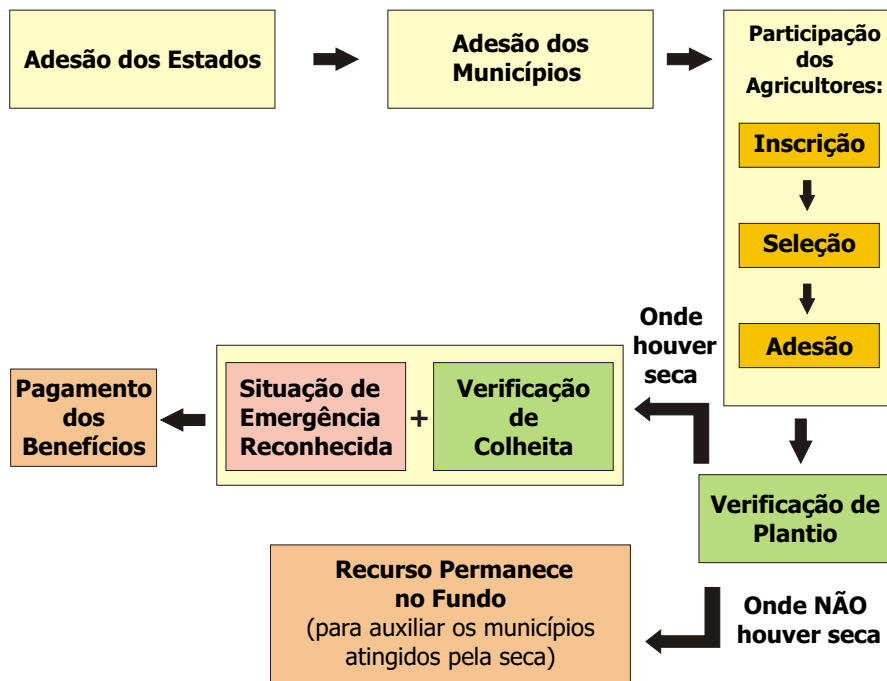 Adesão dos Estados
Adesão dos
Municípios
Participação
dos
Agricultores:
Inscrição
Seleção
Adesão
Verificação de
Plantio
Onde
houver
seca
Situação de
Emergência
Reconhecida
+
Verificação
de
Colheita
Pagamento
dos
Benefícios
Onde NÃO
houver seca
Recurso Permanece
no Fundo
(para auxiliar os municípios
atingidos pela seca)